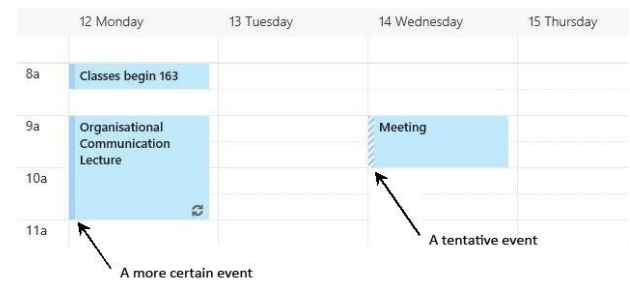 12 Monday
13 Tuesday
14 Wednesday
15 Thursday
8a
Classes begin 163
9a
Organisational
Communication
Lecture
Meeting
10a
11a
A tentative event
A more certain event